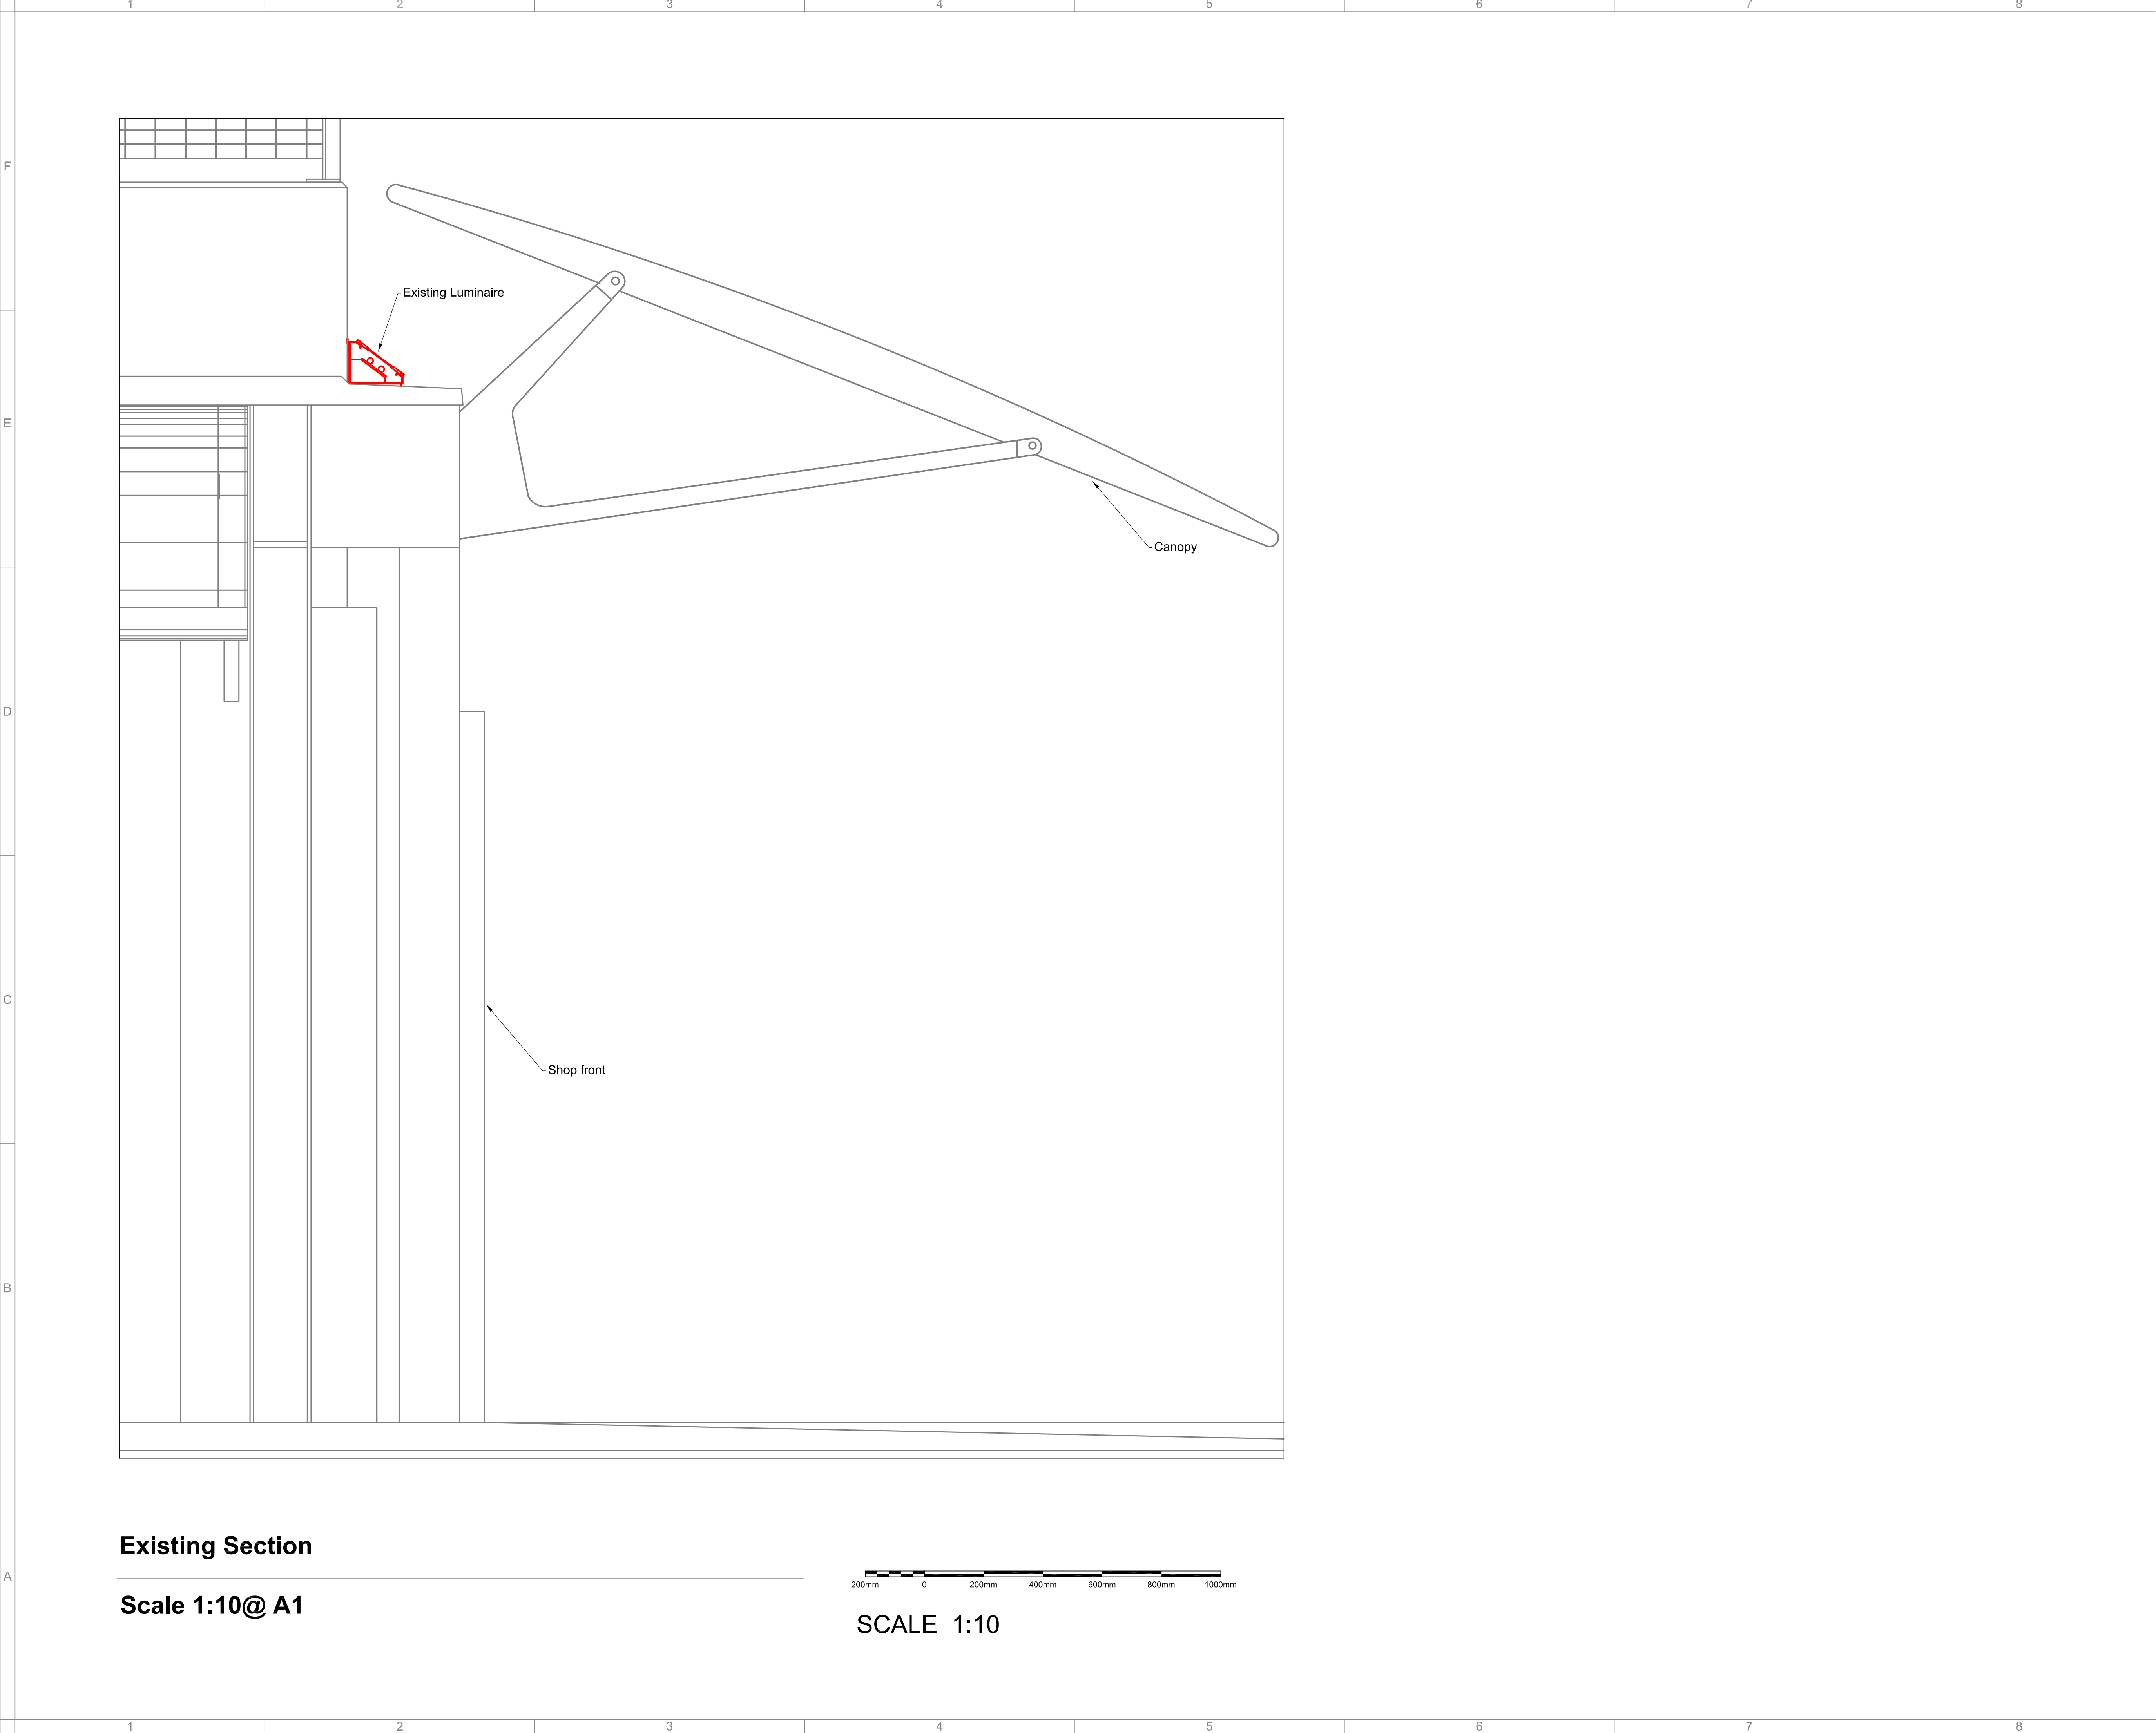 1 2 3 4 5 6 7 8
F
Existing Luminaire
E
Canopy
D
C
Shop front
B
Existing Section
A
200mm 0 200mm 400mm 600mm 800mm 1000mm
Scale 1:10@ A1
SCALE 1:10
1 2 3 4 5 6 7 8